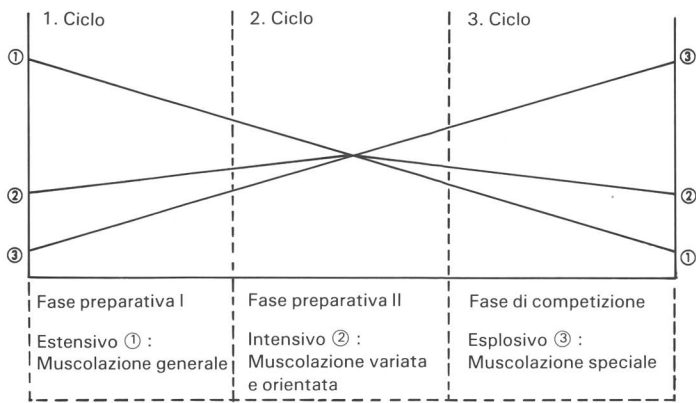 1. Ciclo
2. Ciclo
3. Ciclo
①
③
②
②
③
①
Fase preparativa I
Fase preparativa II
Fase di competizione
Estensivo ① :
Muscolazione generale
Intensivo ② :
Muscolazione variata
e orientata
Esplosivo ③ :
Muscolazione speciale